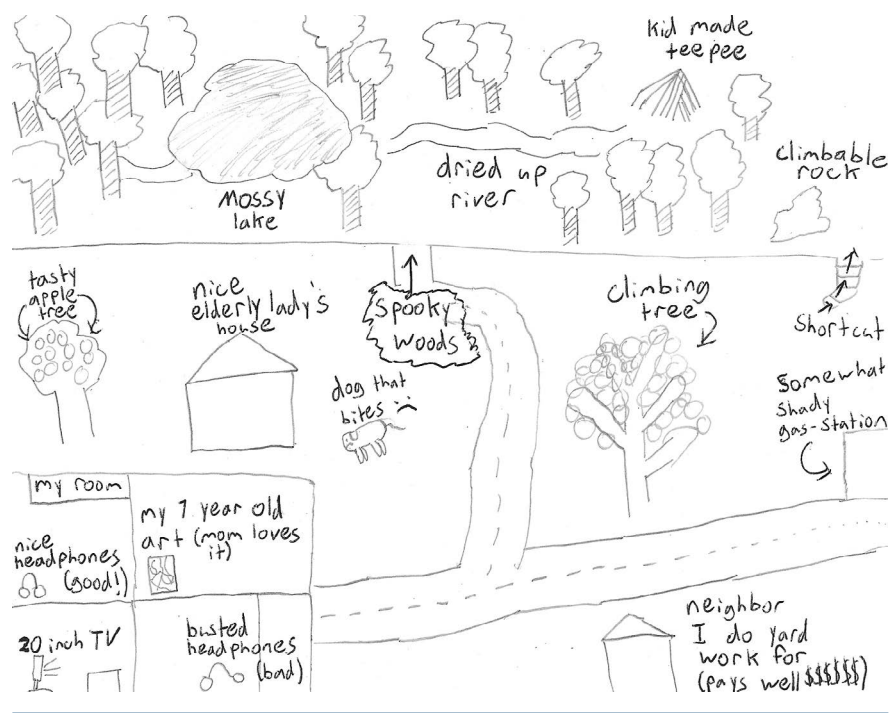 kid made
teepee
climbable
rock
dried up
river
Mossy
lake
tasty
apple
tree
nice
elderly lady's
house
Spooky
Woods
climbing
tree
Shortcut
dog that
bites :(
Somewhat
shady
gas-station
my room
my 7 year old
art (mom loves
it)
nice
headphones
(good!)
20 inch TV
busted
headphones
(bad)
neighbor
I do yard
work for
(pays well $$$$$$)